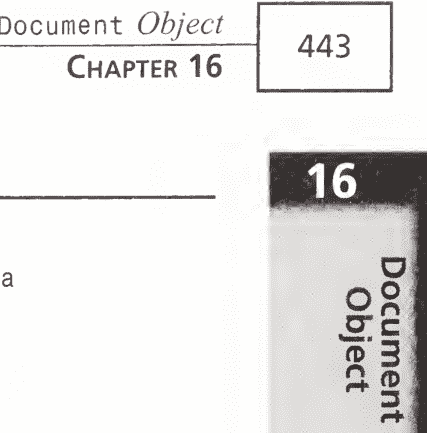 Document Object
CHAPTER 16
443
16
a
Document
Object